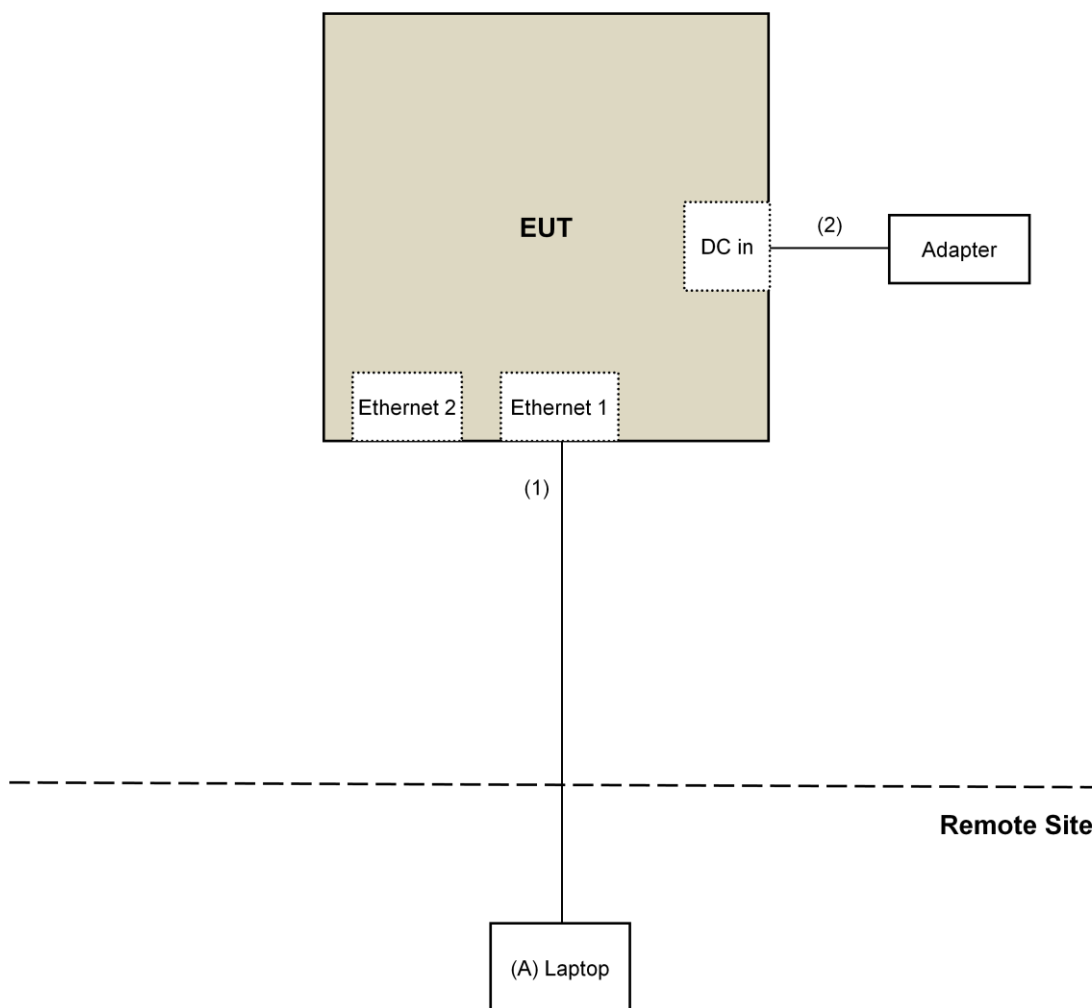 EUT
(2)
DC in
Adapter
Ethernet 2
Ethernet 1
(1)
Remote Site
(A) Laptop